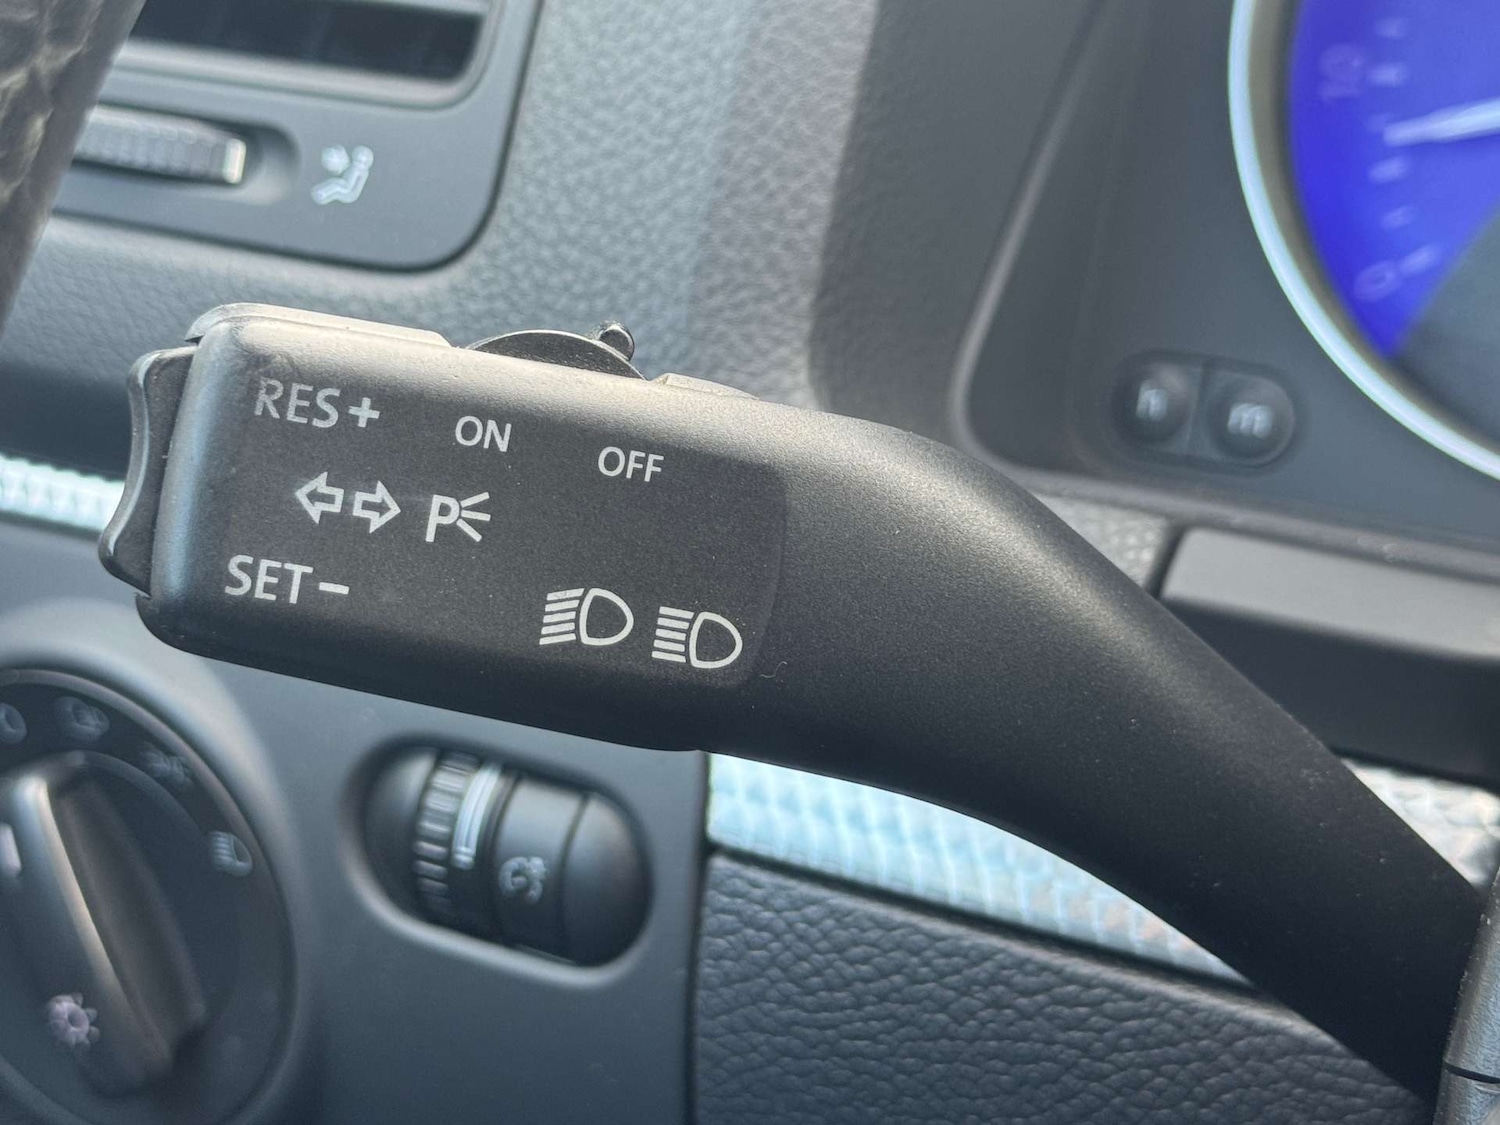 RES+
ON
OFF
P
SET-